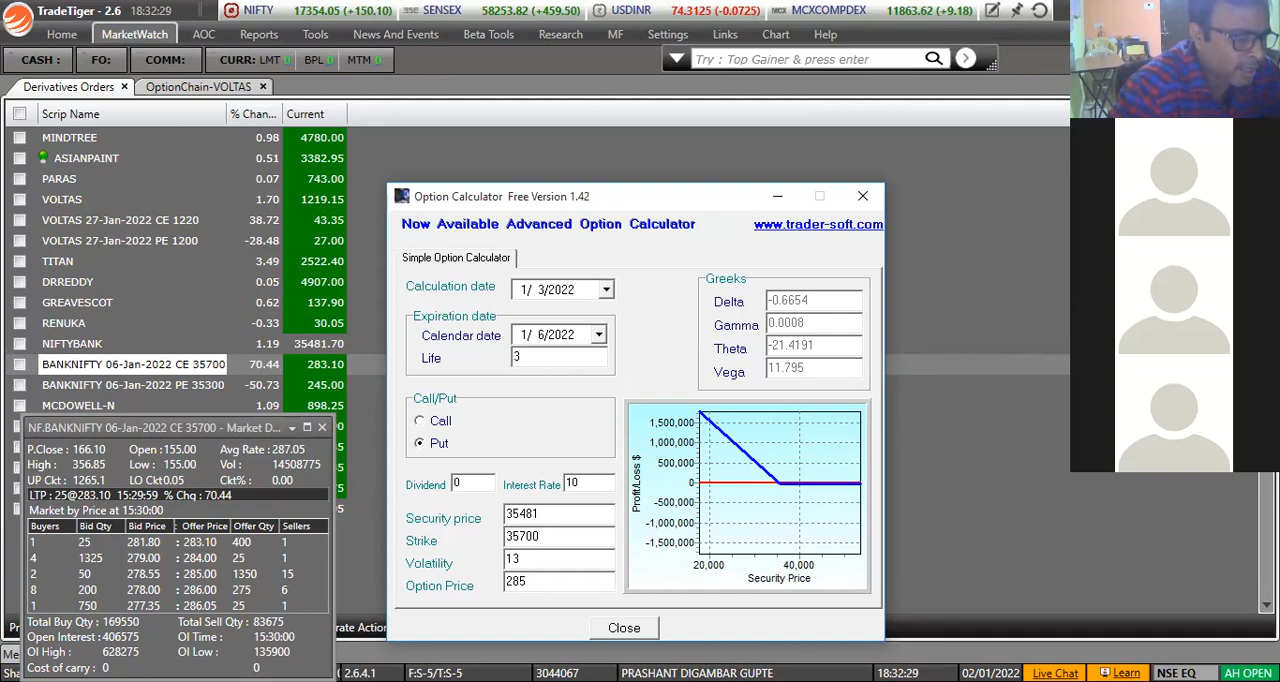 TradeTiger - 2.6 18:32:29 NIFTY 17354.05 (+150.10) SENSEX 58253.82 (+459.50) USDINR 74.3125 (-0.0725) MCX MCXCOMPDEX 11863.62 (+9.18)
Home MarketWatch AOC Reports Tools News And Events Beta Tools Research MF Settings Links Chart Help
CASH : FO: COMM: CURR: LMT 0 BPL 0 MTM 0 Try : Top Gainer & press enter
Derivatives Orders × OptionChain-VOLTAS ×
Scrip Name % Chan... Current
MINDTREE 0.98 4780.00
ASIANPAINT 0.51 3382.95
PARAS 0.07 743.00
VOLTAS 1.70 1219.15
VOLTAS 27-Jan-2022 CE 1220 38.72 43.35
VOLTAS 27-Jan-2022 PE 1200 -28.48 27.00
TITAN 3.49 2522.40
DRREDDY 0.05 4907.00
GREAVESCOT 0.62 137.90
RENUKA -0.33 30.05
NIFTYBANK 1.19 35481.70
BANKNIFTY 06-Jan-2022 CE 35700 70.44 283.10
BANKNIFTY 06-Jan-2022 PE 35300 -50.73 245.00
MCDOWELL-N 1.09 898.25
NF.BANKNIFTY 06-Jan-2022 CE 35700 - Market D...
P.Close : 166.10 Open : 155.00 Avg Rate : 287.05
High : 356.85 Low : 155.00 Vol : 14508775
UP Ckt : 1265.1 LO Ckt0.05 Ckt% : 0.00
LTP : 25@283.10 15:29:59 % Chg : 70.44
Market by Price at 15:30:00
Buyers Bid Qty Bid Price : Offer Price Offer Qty Sellers
1 25 281.80 : 283.10 400 1
4 1325 279.00 : 284.00 25 1
2 50 278.55 : 285.00 1350 15
8 200 278.00 : 286.00 275 6
1 750 277.35 : 286.05 25 1
Total Buy Qty : 169550 Total Sell Qty : 83675
Open Interest : 406575 OI Time : 15:30:00
OI High : 628275 OI Low : 135900
Cost of carry : 0 0
Option Calculator Free Version 1.42
Now Available Advanced Option Calculator www.trader-soft.com
Simple Option Calculator
Calculation date 1/ 3/2022
Expiration date
Calendar date 1/ 6/2022
Life 3
Call/Put
Call
Put
Dividend 0 Interest Rate 10
Security price 35481
Strike 35700
Volatility 13
Option Price 285
Greeks
Delta -0.6654
Gamma 0.0008
Theta -21.4191
Vega 11.795
Profit/Loss $
1,500,000
1,000,000
500,000
0
-500,000
-1,000,000
-1,500,000
20,000 40,000
Security Price
Close
2.6.4.1 F:S-5/T:S-5 3044067 PRASHANT DIGAMBAR GUPTE 18:32:29 02/01/2022 Live Chat Learn NSE EQ AH OPEN